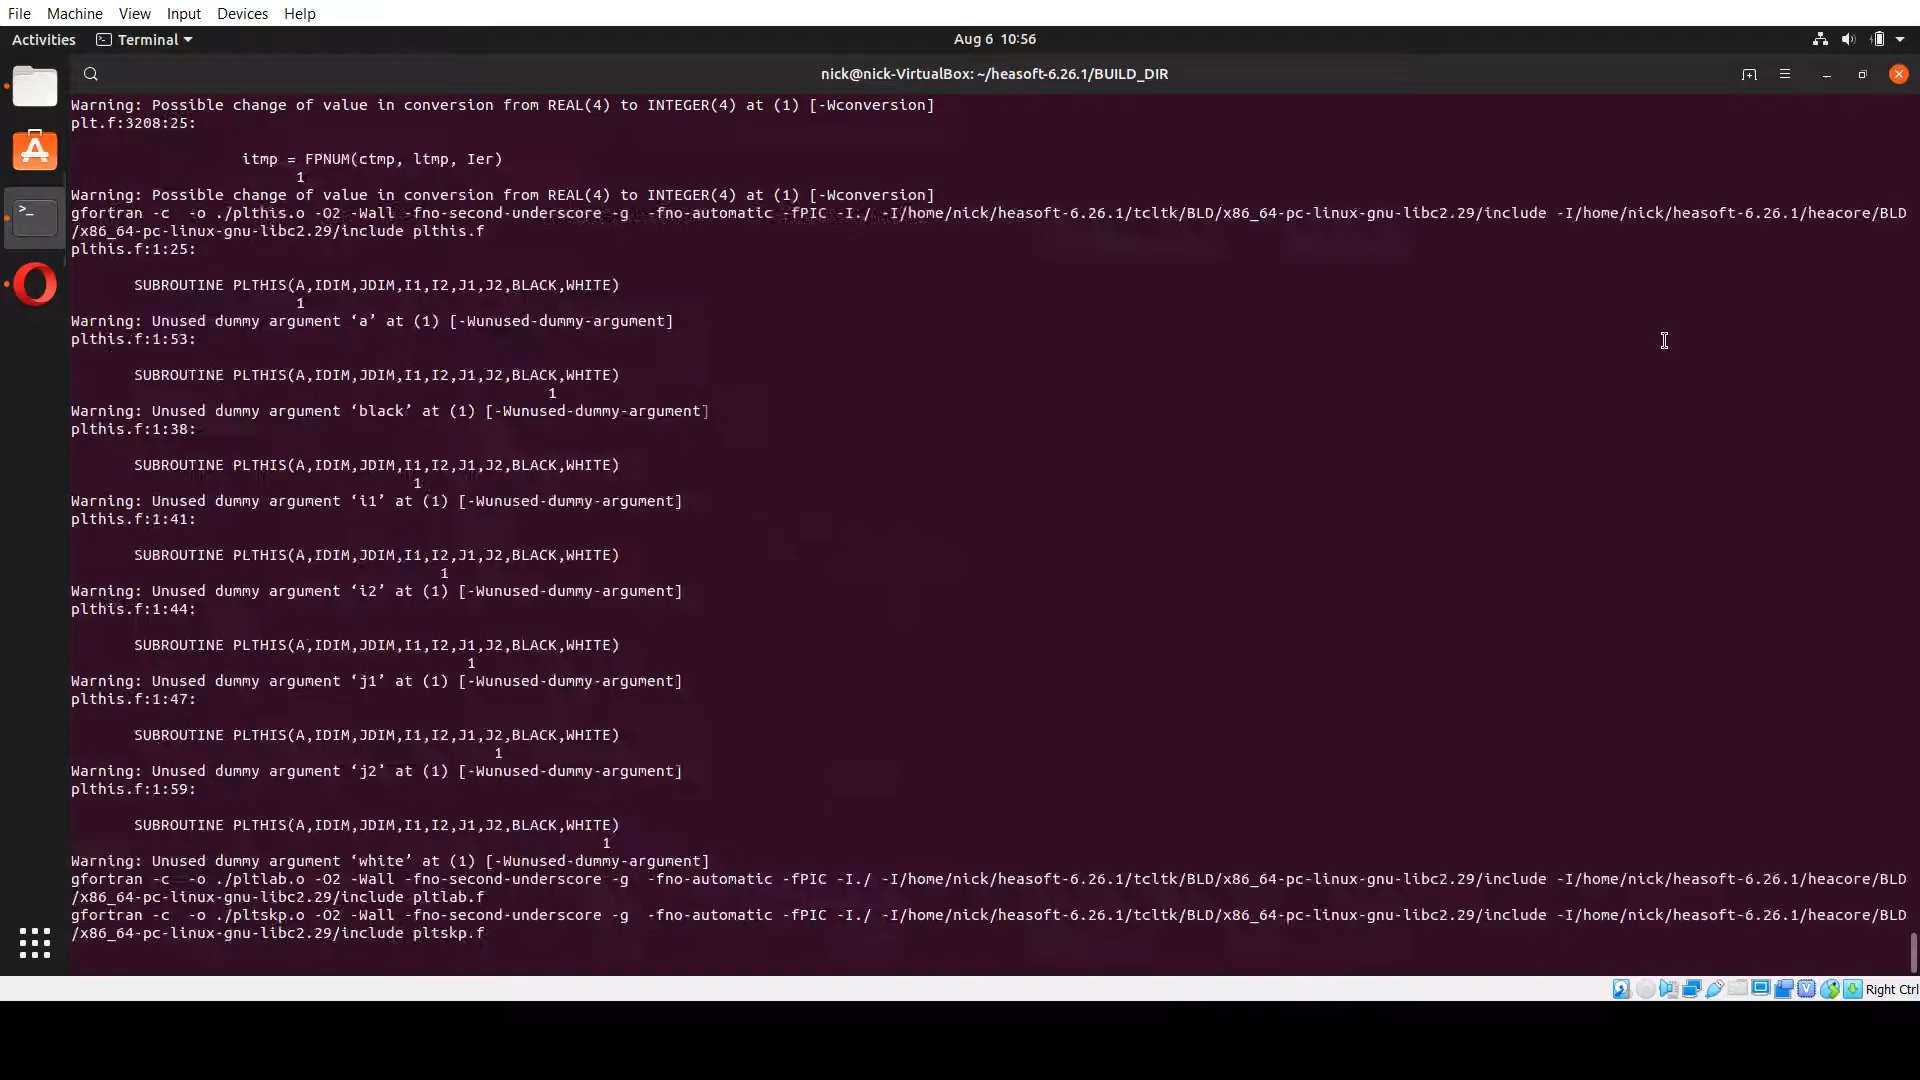 File Machine View Input Devices Help
Activities Terminal Aug 6 10:56
nick@nick-VirtualBox: ~/heasoft-6.26.1/BUILD_DIR
Warning: Possible change of value in conversion from REAL(4) to INTEGER(4) at (1) [-Wconversion]
plt.f:3208:25:
itmp = FPNUM(ctmp, ltmp, Ier)
1
Warning: Possible change of value in conversion from REAL(4) to INTEGER(4) at (1) [-Wconversion]
gfortran -c  -o ./plthis.o -O2 -Wall -fno-second-underscore -g  -fno-automatic -fPIC -I./ -I/home/nick/heasoft-6.26.1/tcltk/BLD/x86_64-pc-linux-gnu-libc2.29/include -I/home/nick/heasoft-6.26.1/heacore/BLD
/x86_64-pc-linux-gnu-libc2.29/include plthis.f
plthis.f:1:25:
SUBROUTINE PLTHIS(A,IDIM,JDIM,I1,I2,J1,J2,BLACK,WHITE)
1
Warning: Unused dummy argument ‘a’ at (1) [-Wunused-dummy-argument]
plthis.f:1:53:
SUBROUTINE PLTHIS(A,IDIM,JDIM,I1,I2,J1,J2,BLACK,WHITE)
1
Warning: Unused dummy argument ‘black’ at (1) [-Wunused-dummy-argument]
plthis.f:1:38:
SUBROUTINE PLTHIS(A,IDIM,JDIM,I1,I2,J1,J2,BLACK,WHITE)
1
Warning: Unused dummy argument ‘i1’ at (1) [-Wunused-dummy-argument]
plthis.f:1:41:
SUBROUTINE PLTHIS(A,IDIM,JDIM,I1,I2,J1,J2,BLACK,WHITE)
1
Warning: Unused dummy argument ‘i2’ at (1) [-Wunused-dummy-argument]
plthis.f:1:44:
SUBROUTINE PLTHIS(A,IDIM,JDIM,I1,I2,J1,J2,BLACK,WHITE)
1
Warning: Unused dummy argument ‘j1’ at (1) [-Wunused-dummy-argument]
plthis.f:1:47:
SUBROUTINE PLTHIS(A,IDIM,JDIM,I1,I2,J1,J2,BLACK,WHITE)
1
Warning: Unused dummy argument ‘j2’ at (1) [-Wunused-dummy-argument]
plthis.f:1:59:
SUBROUTINE PLTHIS(A,IDIM,JDIM,I1,I2,J1,J2,BLACK,WHITE)
1
Warning: Unused dummy argument ‘white’ at (1) [-Wunused-dummy-argument]
gfortran -c  -o ./pltlab.o -O2 -Wall -fno-second-underscore -g  -fno-automatic -fPIC -I./ -I/home/nick/heasoft-6.26.1/tcltk/BLD/x86_64-pc-linux-gnu-libc2.29/include -I/home/nick/heasoft-6.26.1/heacore/BLD
/x86_64-pc-linux-gnu-libc2.29/include pltlab.f
gfortran -c  -o ./pltskp.o -O2 -Wall -fno-second-underscore -g  -fno-automatic -fPIC -I./ -I/home/nick/heasoft-6.26.1/tcltk/BLD/x86_64-pc-linux-gnu-libc2.29/include -I/home/nick/heasoft-6.26.1/heacore/BLD
/x86_64-pc-linux-gnu-libc2.29/include pltskp.f
Right Ctrl